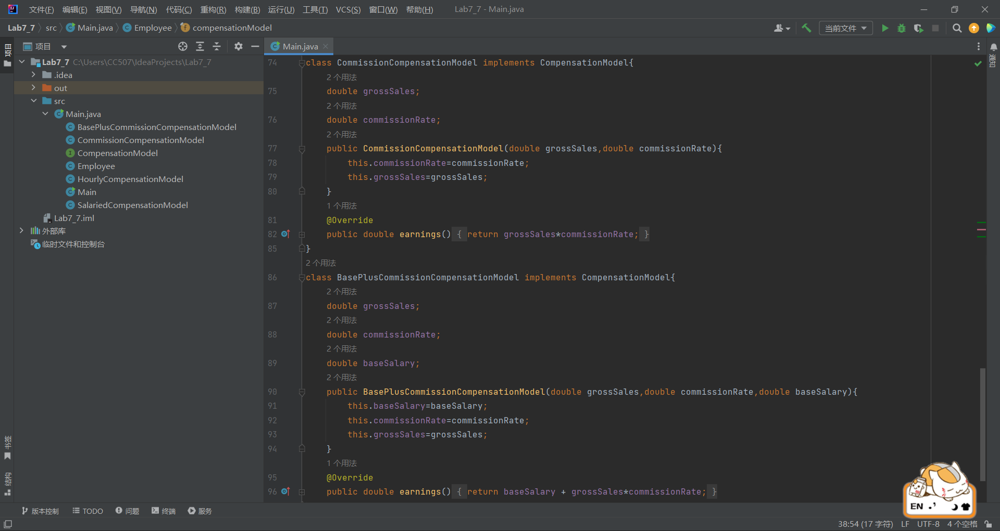 文件(F) 编辑(E) 视图(V) 导航(N) 代码(C) 重构(R) 构建(B) 运行(U) 工具(T) VCS(S) 窗口(W) 帮助(H) Lab7_7 - Main.java
Lab7_7 src Main.java Employee compensationModel 当前文件
项目
Main.java
项目
Lab7_7 C:\Users\CC507\IdeaProjects\Lab7_7
.idea
out
src
Main.java
BasePlusCommissionCompensationModel
CommissionCompensationModel
CompensationModel
Employee
HourlyCompensationModel
Main
SalariedCompensationModel
Lab7_7.iml
外部库
临时文件和控制台
书签
结构
74 class CommissionCompensationModel implements CompensationModel{
2 个用法
75 double grossSales;
2 个用法
76 double commissionRate;
2 个用法
77 public CommissionCompensationModel(double grossSales,double commissionRate){
78 this.commissionRate=commissionRate;
79 this.grossSales=grossSales;
80 }
1 个用法
81 @Override
82 public double earnings() { return grossSales*commissionRate; }
85 }
2 个用法
86 class BasePlusCommissionCompensationModel implements CompensationModel{
2 个用法
87 double grossSales;
2 个用法
88 double commissionRate;
2 个用法
89 double baseSalary;
2 个用法
90 public BasePlusCommissionCompensationModel(double grossSales,double commissionRate,double baseSalary){
91 this.baseSalary=baseSalary;
92 this.commissionRate=commissionRate;
93 this.grossSales=grossSales;
94 }
1 个用法
95 @Override
96 public double earnings() { return baseSalary + grossSales*commissionRate; }
通知
EN
版本控制 TODO 问题 终端 服务
38:54 (17 字符) LF UTF-8 4 个空格